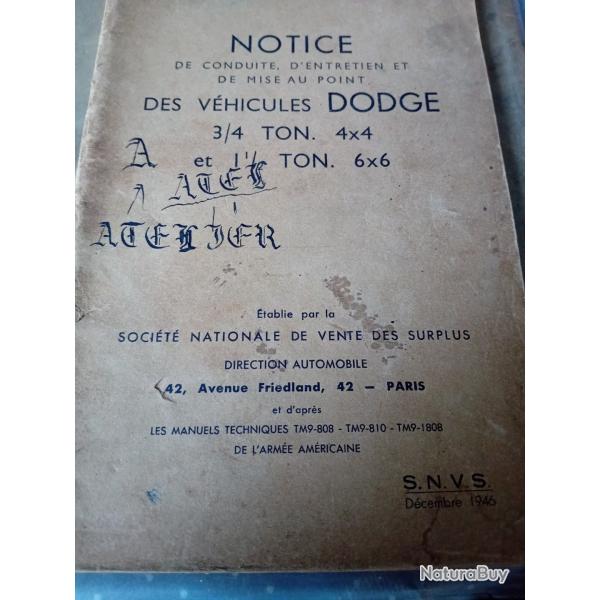 NOTICE
DE CONDUITE, D'ENTRETIEN ET
DE MISE AU POINT
DES VÉHICULES DODGE
3/4 TON. 4x4
A et 1 1/2 TON. 6x6
ATEL
ATELIER
Établie par la
SOCIÉTÉ NATIONALE DE VENTE DES SURPLUS
DIRECTION AUTOMOBILE
42, Avenue Friedland, 42 — PARIS
et d'après
LES MANUELS TECHNIQUES TM9-808 - TM9-810 - TM9-1808
DE L'ARMÉE AMÉRICAINE
S.N.V.S.
Décembre 1946
NaturaBuy